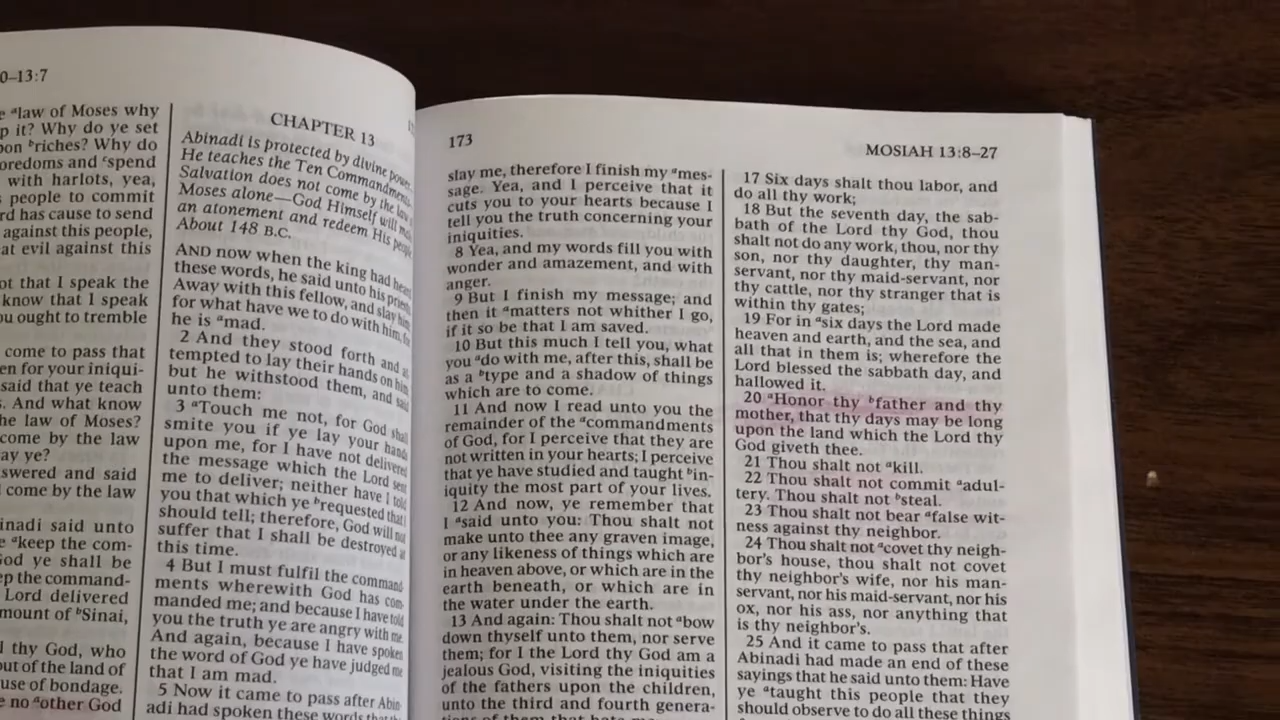 0–13:7
e ᵃlaw of Moses why
p it? Why do ye set
pon ᵇriches? Why do
oredoms and ᶜspend
with harlots, yea,
people to commit
rd has cause to send
against this people,
at evil against this
ot that I speak the
know that I speak
ou ought to tremble
come to pass that
en for your iniqui-
said that ye teach
s. And what know
he law of Moses?
come by the law
ay ye?
swered and said
come by the law
inadi said unto
e ᵃkeep the com-
God ye shall be
ep the command-
Lord delivered
mount of ᵇSinai,
I thy God, who
out of the land of
use of bondage.
e no ᵃother God
CHAPTER 13
Abinadi is protected by divine power—
He teaches the Ten Commandments—
Salvation does not come by the law
Moses alone—God Himself will
an atonement and redeem His people
About 148 B.C.
AND now when the king had heard
these words, he said unto his priests
Away with this fellow, and slay him
for what have we to do with him, for
he is ᵃmad.
2 And they stood forth and
tempted to lay their hands on him
but he withstood them, and said
unto them:
3 ᵃTouch me not, for God shall
smite you if ye lay your hands
upon me, for I have not delivered
the message which the Lord sent
me to deliver; neither have I told
you that which ye ᵇrequested that I
should tell; therefore, God will not
suffer that I shall be destroyed at
this time.
4 But I must fulfil the command
ments wherewith God has com
manded me; and because I have told
you the truth ye are angry with me.
And again, because I have spoken
the word of God ye have judged me
that I am mad.
5 Now it came to pass after Abin
adi had spoken these words that the
173
MOSIAH 13:8–27
slay me, therefore I finish my ᵃmes-
sage. Yea, and I perceive that it
cuts you to your hearts because I
tell you the truth concerning your
iniquities.
8 Yea, and my words fill you with
wonder and amazement, and with
anger.
9 But I finish my message; and
then it ᵃmatters not whither I go,
if it so be that I am saved.
10 But this much I tell you, what
you ᵃdo with me, after this, shall be
as a ᵇtype and a shadow of things
which are to come.
11 And now I read unto you the
remainder of the ᵃcommandments
of God, for I perceive that they are
not written in your hearts; I perceive
that ye have studied and taught ᵇin-
iquity the most part of your lives.
12 And now, ye remember that
I ᵃsaid unto you: Thou shalt not
make unto thee any graven image,
or any likeness of things which are
in heaven above, or which are in the
earth beneath, or which are in
the water under the earth.
13 And again: Thou shalt not ᵃbow
down thyself unto them, nor serve
them; for I the Lord thy God am a
jealous God, visiting the iniquities
of the fathers upon the children,
unto the third and fourth genera-
tions of them that hate me;
17 Six days shalt thou labor, and
do all thy work;
18 But the seventh day, the sab-
bath of the Lord thy God, thou
shalt not do any work, thou, nor thy
son, nor thy daughter, thy man-
servant, nor thy maid-servant, nor
thy cattle, nor thy stranger that is
within thy gates;
19 For in ᵃsix days the Lord made
heaven and earth, and the sea, and
all that in them is; wherefore the
Lord blessed the sabbath day, and
hallowed it.
20 ᵃHonor thy ᵇfather and thy
mother, that thy days may be long
upon the land which the Lord thy
God giveth thee.
21 Thou shalt not ᵃkill.
22 Thou shalt not commit ᵃadul-
tery. Thou shalt not ᵇsteal.
23 Thou shalt not bear ᵃfalse wit-
ness against thy neighbor.
24 Thou shalt not ᵃcovet thy neigh-
bor's house, thou shalt not covet
thy neighbor's wife, nor his man-
servant, nor his maid-servant, nor his
ox, nor his ass, nor anything that
is thy neighbor's.
25 And it came to pass that after
Abinadi had made an end of these
sayings that he said unto them: Have
ye ᵃtaught this people that they
should observe to do all these things